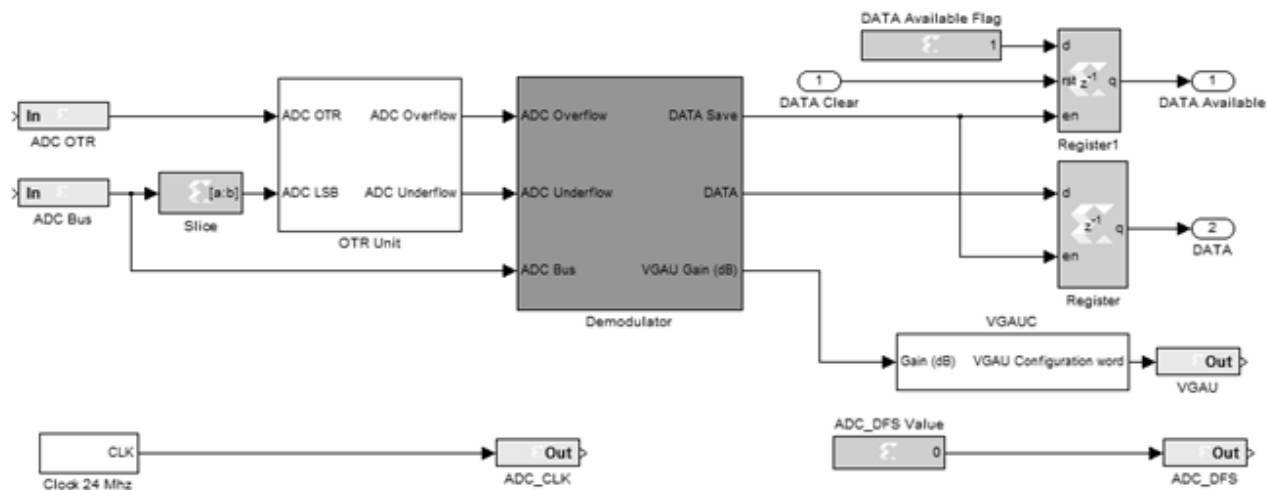 DATA Available Flag
1
d
rst
z-1
q
en
Register1
1
DATA Clear
1
DATA Available
In
ADC OTR
ADC OTR
ADC Overflow
ADC LSB
ADC Underflow
OTR Unit
In
ADC Bus
[a:b]
Slice
ADC Overflow
DATA Save
ADC Underflow
DATA
ADC Bus
VGAU Gain (dB)
Demodulator
d
z-1
q
en
Register
2
DATA
VGAUC
Gain (dB)
VGAU Configuration word
Out
VGAU
CLK
Clock 24 Mhz
Out
ADC_CLK
ADC_DFS Value
0
Out
ADC_DFS